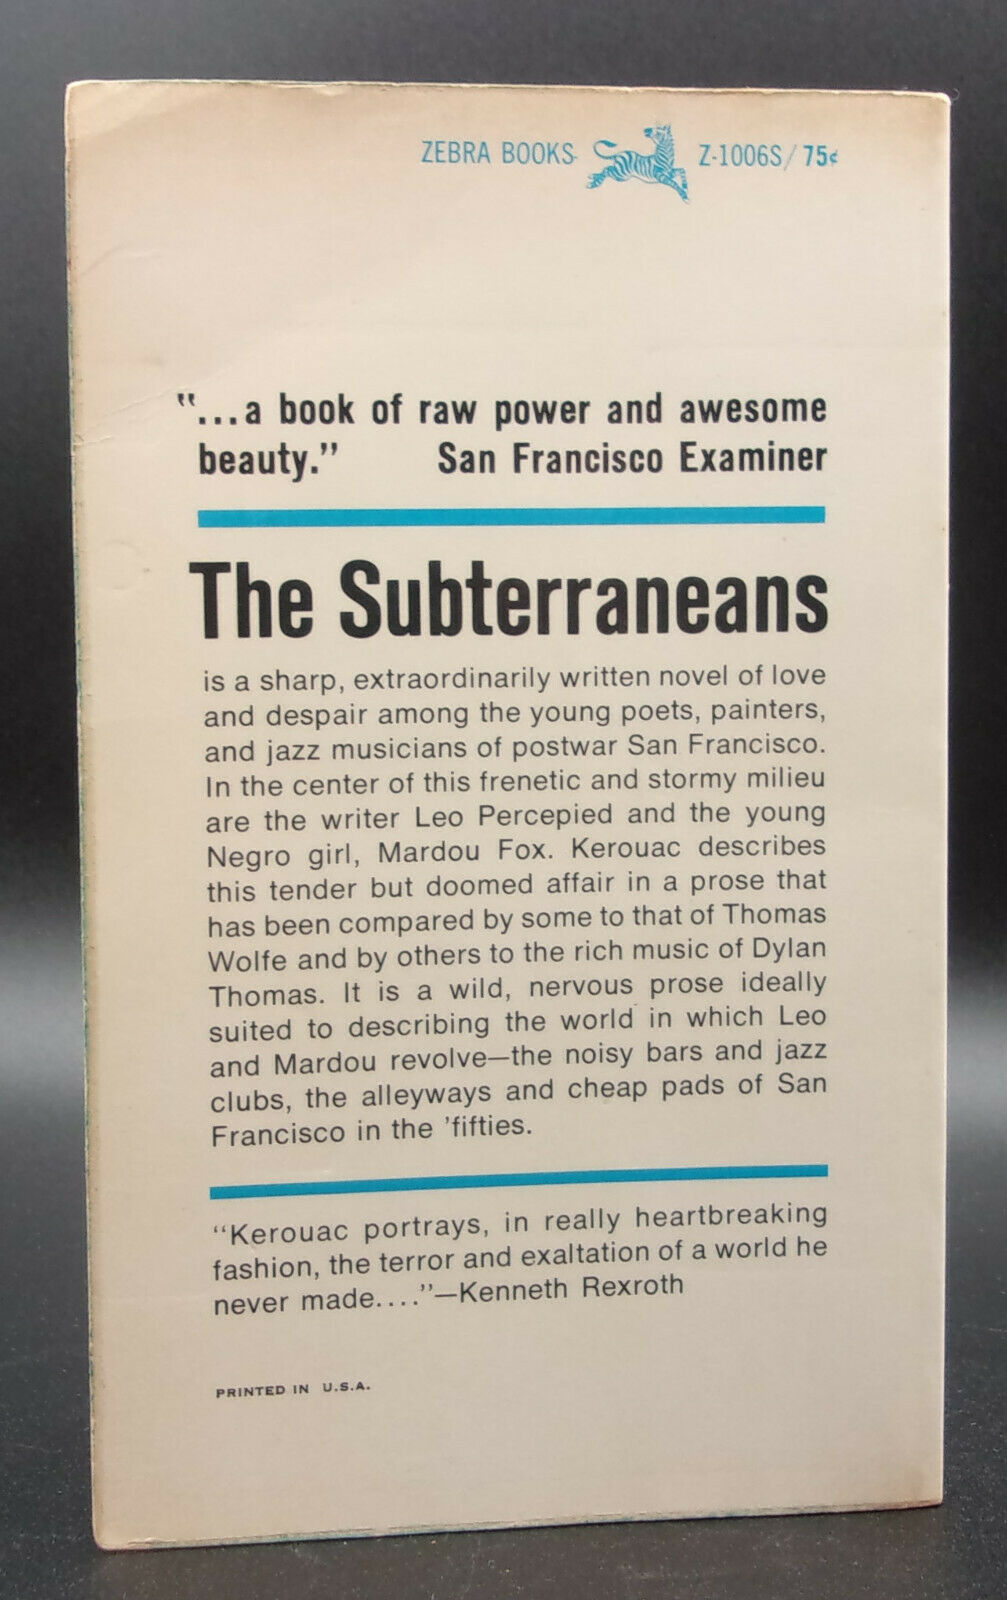 ZEBRA BOOKS Z-1006S/75¢
"...a book of raw power and awesome
beauty." San Francisco Examiner
The Subterraneans
is a sharp, extraordinarily written novel of love
and despair among the young poets, painters,
and jazz musicians of postwar San Francisco.
In the center of this frenetic and stormy milieu
are the writer Leo Percepied and the young
Negro girl, Mardou Fox. Kerouac describes
this tender but doomed affair in a prose that
has been compared by some to that of Thomas
Wolfe and by others to the rich music of Dylan
Thomas. It is a wild, nervous prose ideally
suited to describing the world in which Leo
and Mardou revolve—the noisy bars and jazz
clubs, the alleyways and cheap pads of San
Francisco in the 'fifties.
"Kerouac portrays, in really heartbreaking
fashion, the terror and exaltation of a world he
never made...."—Kenneth Rexroth
PRINTED IN U.S.A.